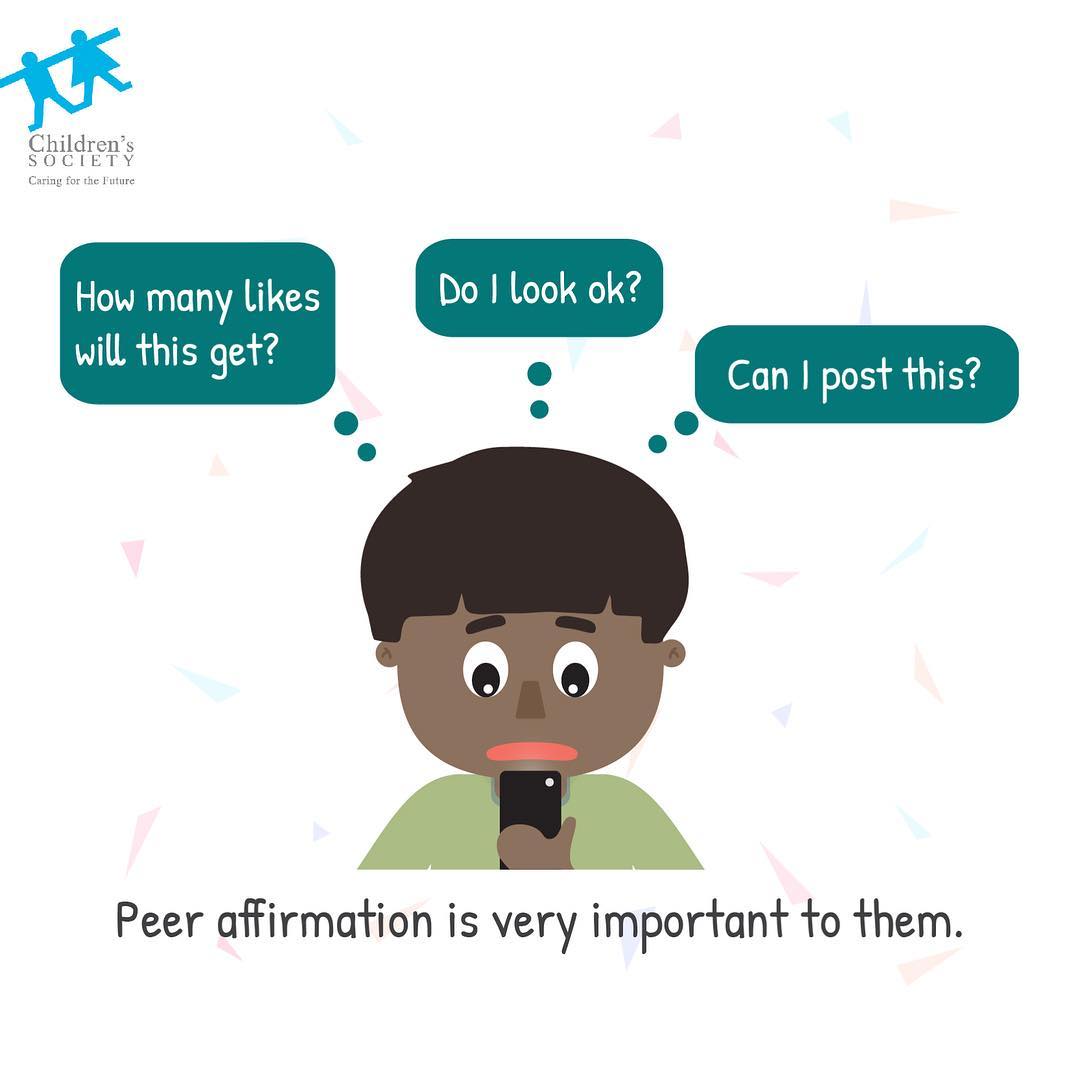 Children's
SOCIETY
Caring for the Future
How many likes
will this get?
Do I look ok?
Can I post this?
Peer affirmation is very important to them.